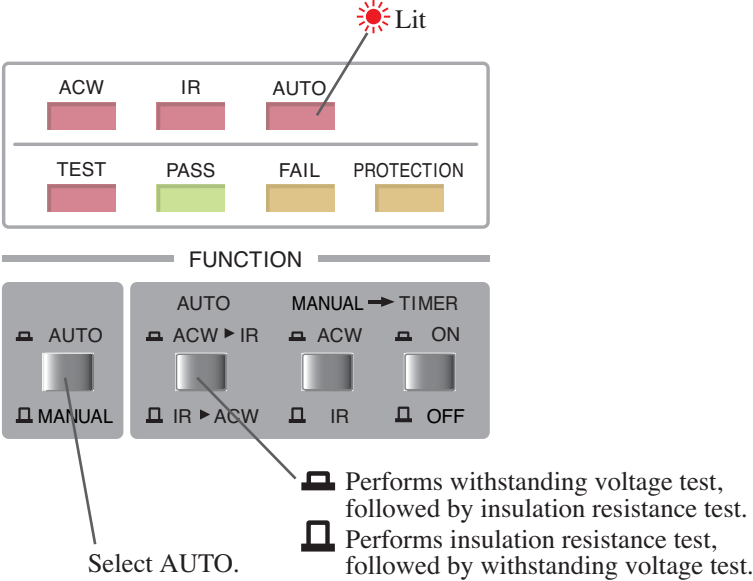 Lit
ACW IR AUTO
TEST PASS FAIL PROTECTION
FUNCTION
AUTO MANUAL TIMER
AUTO ACW IR ACW ON
MANUAL IR ACW IR OFF
Performs withstanding voltage test,
followed by insulation resistance test.
Performs insulation resistance test,
followed by withstanding voltage test.
Select AUTO.